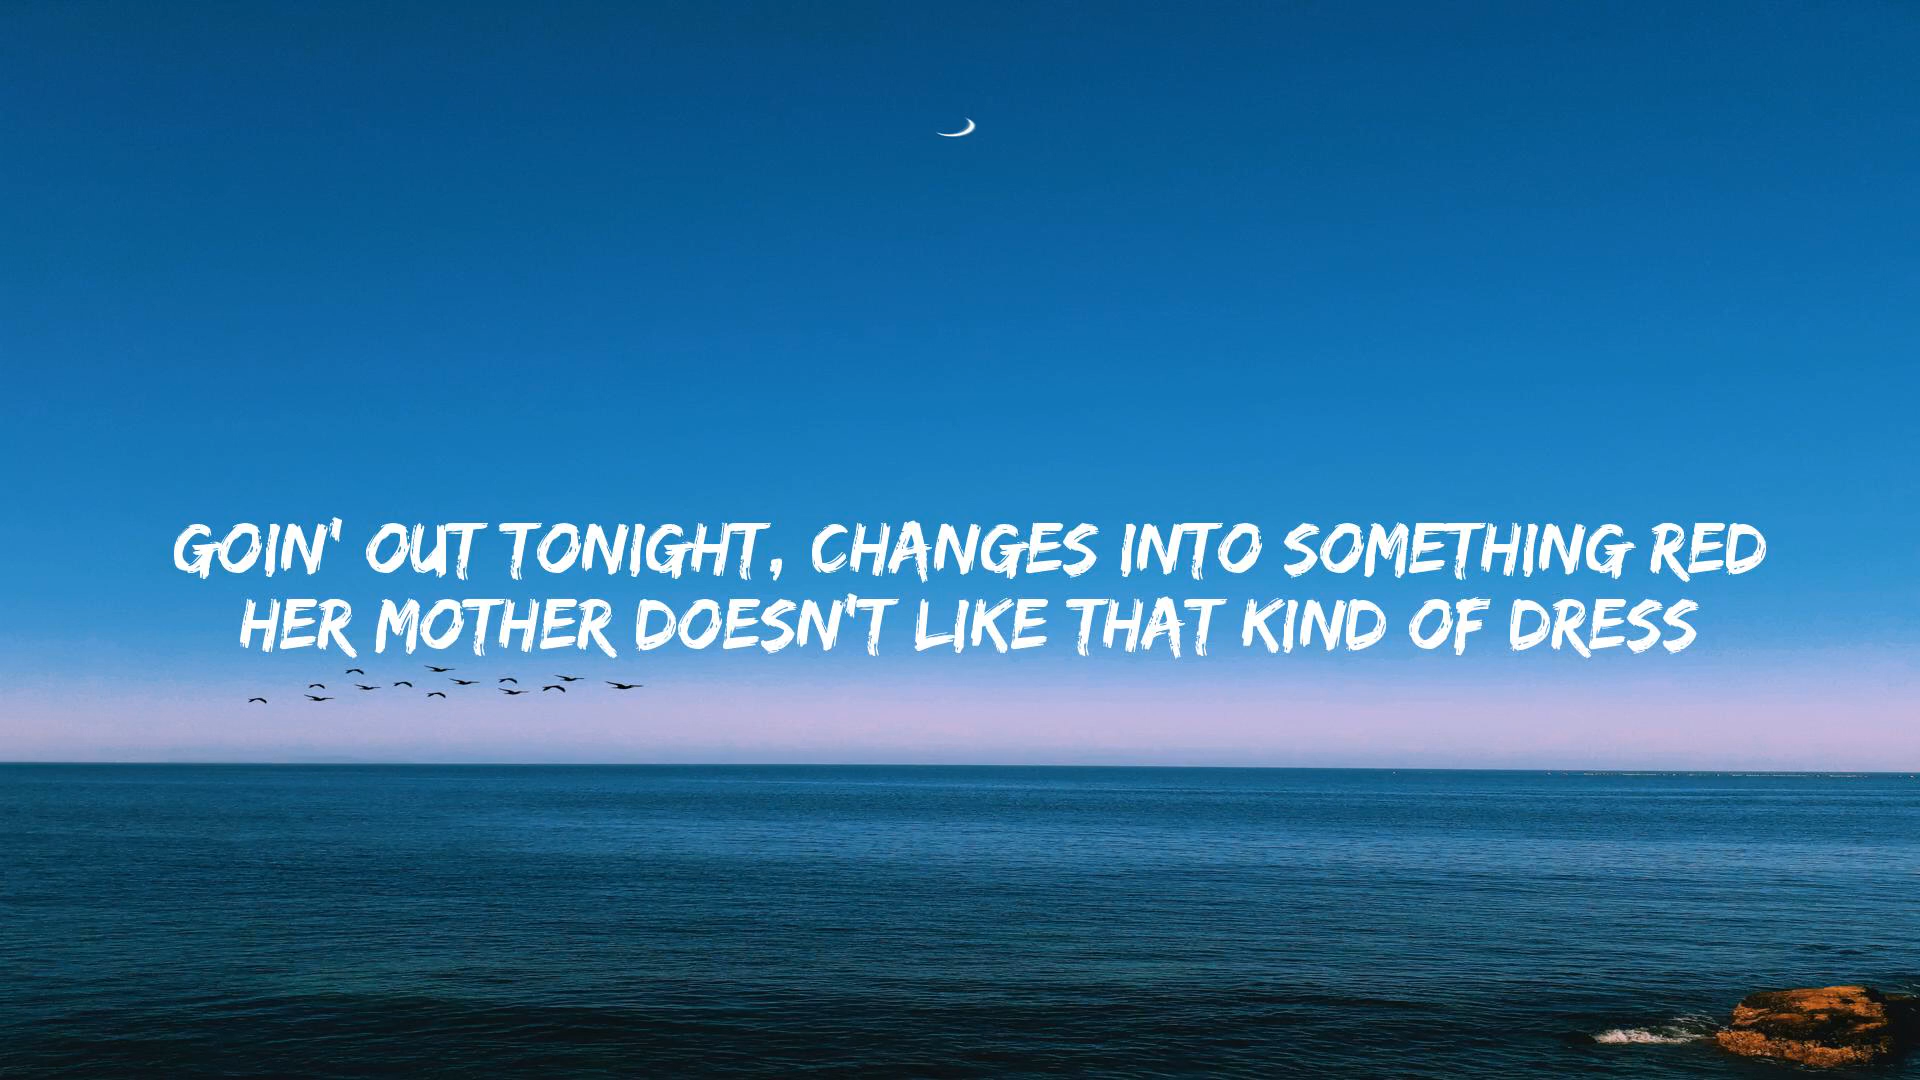 GOIN' OUT TONIGHT, CHANGES INTO SOMETHING RED
HER MOTHER DOESN'T LIKE THAT KIND OF DRESS